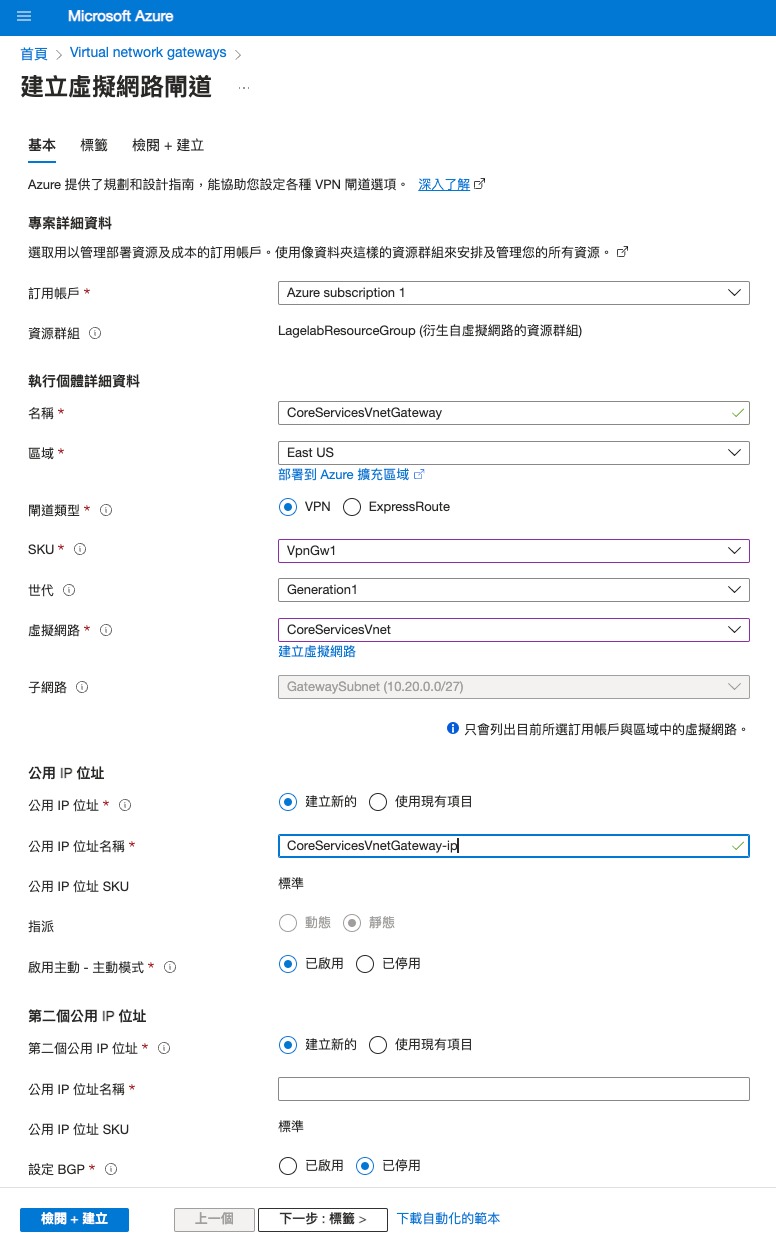 Microsoft Azure
首頁 > Virtual network gateways >
建立虛擬網路閘道 ...
基本 標籤 檢閱 + 建立
Azure 提供了規劃和設計指南，能協助您設定各種 VPN 閘道選項。 深入了解
專案詳細資料
選取用以管理部署資源及成本的訂用帳戶。使用像資料夾這樣的資源群組來安排及管理您的所有資源。
訂用帳戶 * Azure subscription 1
資源群組 LagelabResourceGroup (衍生自虛擬網路的資源群組)
執行個體詳細資料
名稱 * CoreServicesVnetGateway
區域 * East US
部署到 Azure 擴充區域
閘道類型 * VPN ExpressRoute
SKU * VpnGw1
世代 Generation1
虛擬網路 * CoreServicesVnet
建立虛擬網路
子網路 GatewaySubnet (10.20.0.0/27)
只會列出目前所選訂用帳戶與區域中的虛擬網路。
公用 IP 位址
公用 IP 位址 * 建立新的 使用現有項目
公用 IP 位址名稱 * CoreServicesVnetGateway-ip
公用 IP 位址 SKU 標準
指派 動態 靜態
啟用主動 - 主動模式 * 已啟用 已停用
第二個公用 IP 位址
第二個公用 IP 位址 * 建立新的 使用現有項目
公用 IP 位址名稱 *
公用 IP 位址 SKU 標準
設定 BGP * 已啟用 已停用
檢閱 + 建立 上一個 下一步 : 標籤 > 下載自動化的範本